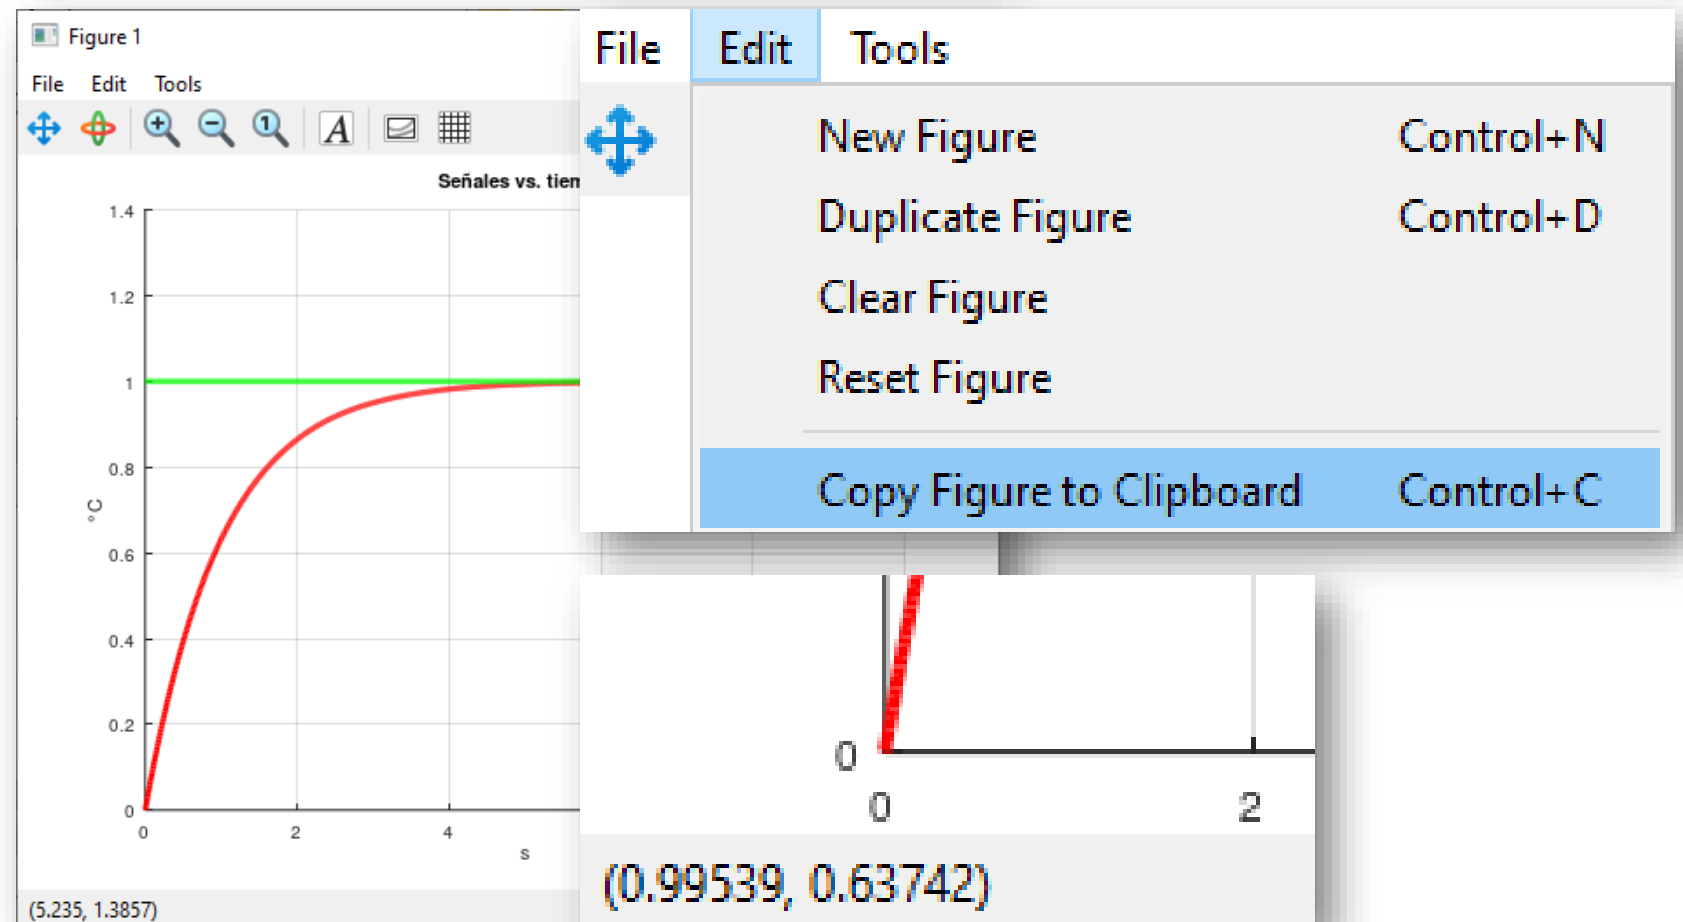 Figure 1
File Edit Tools
1
A
Señales vs. tiem
1.4
1.2
1
0.8
0.6
0.4
0.2
0
°C
0 2 4
s
(5.235, 1.3857)
File Edit Tools
New Figure Control+N
Duplicate Figure Control+D
Clear Figure
Reset Figure
Copy Figure to Clipboard Control+C
0
0 2
(0.99539, 0.63742)